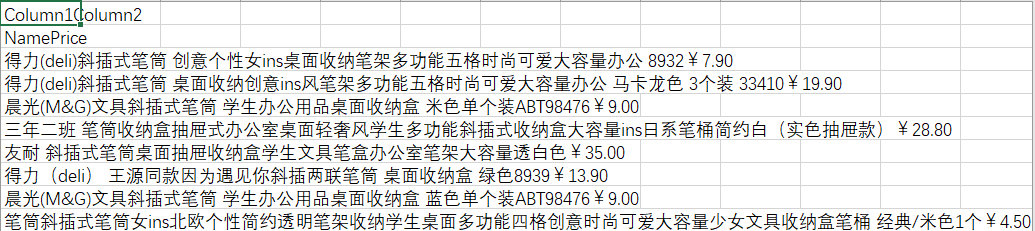 Column1Column2
NamePrice
得力(deli)斜插式笔筒 创意个性女ins桌面收纳笔架多功能五格时尚可爱大容量办公 8932￥7.90
得力(deli)斜插式笔筒 桌面收纳创意ins风笔架多功能五格时尚可爱大容量办公 马卡龙色 3个装 33410￥19.90
晨光(M&G)文具斜插式笔筒 学生办公用品桌面收纳盒 米色单个装ABT98476￥9.00
三年二班 笔筒收纳盒抽屉式办公室桌面轻奢风学生多功能斜插式收纳盒大容量ins日系笔桶简约白（实色抽屉款）￥28.80
友耐 斜插式笔筒桌面抽屉收纳盒学生文具笔盒办公室笔架大容量透白色￥35.00
得力（deli） 王源同款因为遇见你斜插两联笔筒 桌面收纳盒 绿色8939￥13.90
晨光(M&G)文具斜插式笔筒 学生办公用品桌面收纳盒 蓝色单个装ABT98476￥9.00
笔筒斜插式笔筒女ins北欧个性简约透明笔架收纳学生桌面多功能四格创意时尚可爱大容量少女文具收纳盒笔桶 经典/米色1个￥4.50